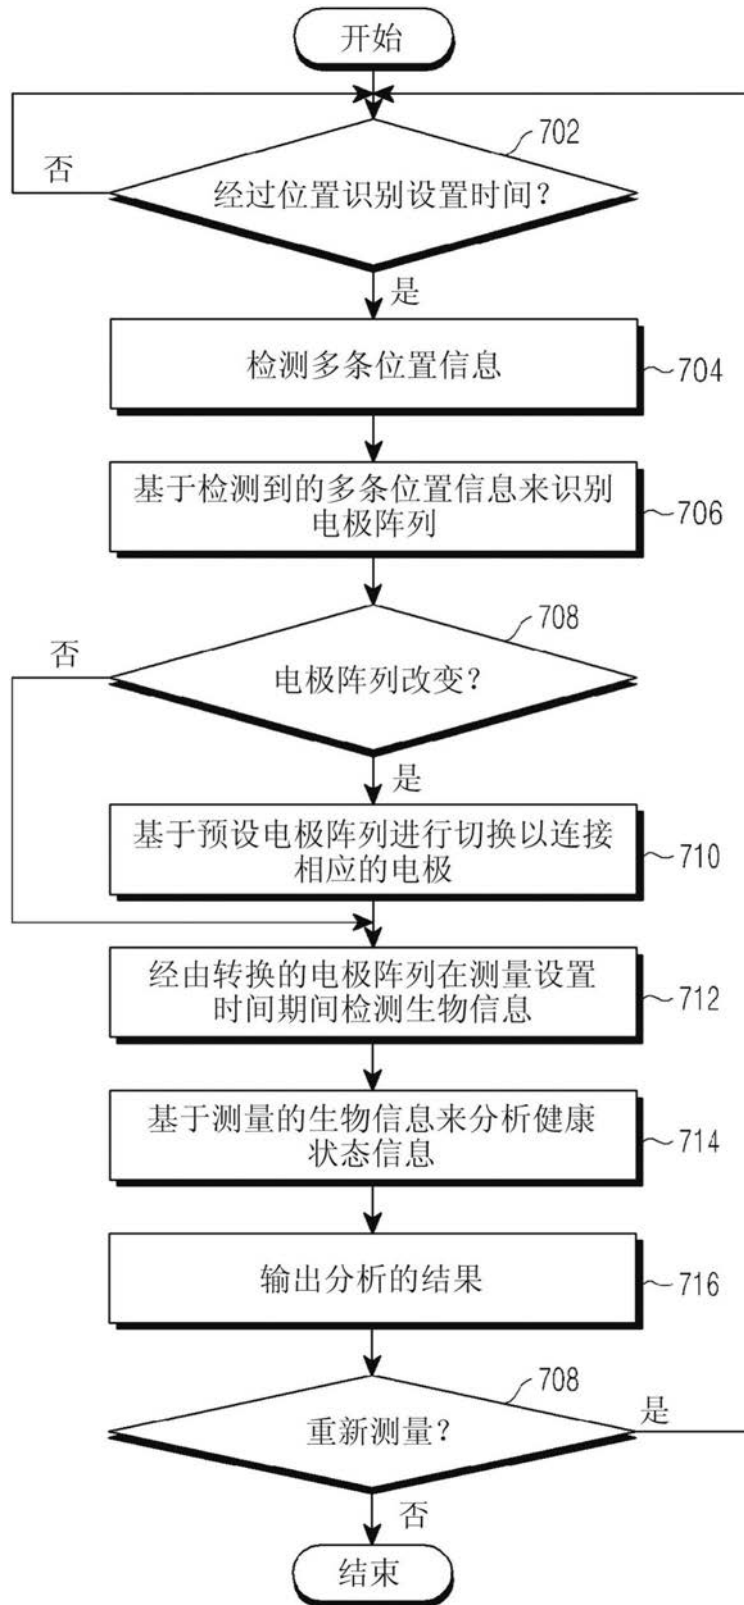 开始
702
否
经过位置识别设置时间?
是
检测多条位置信息
704
基于检测到的多条位置信息来识别
电极阵列
706
708
否
电极阵列改变?
是
基于预设电极阵列进行切换以连接
相应的电极
710
经由转换的电极阵列在测量设置
时间期间检测生物信息
712
基于测量的生物信息来分析健康
状态信息
714
输出分析的结果
716
708
是
重新测量?
否
结束